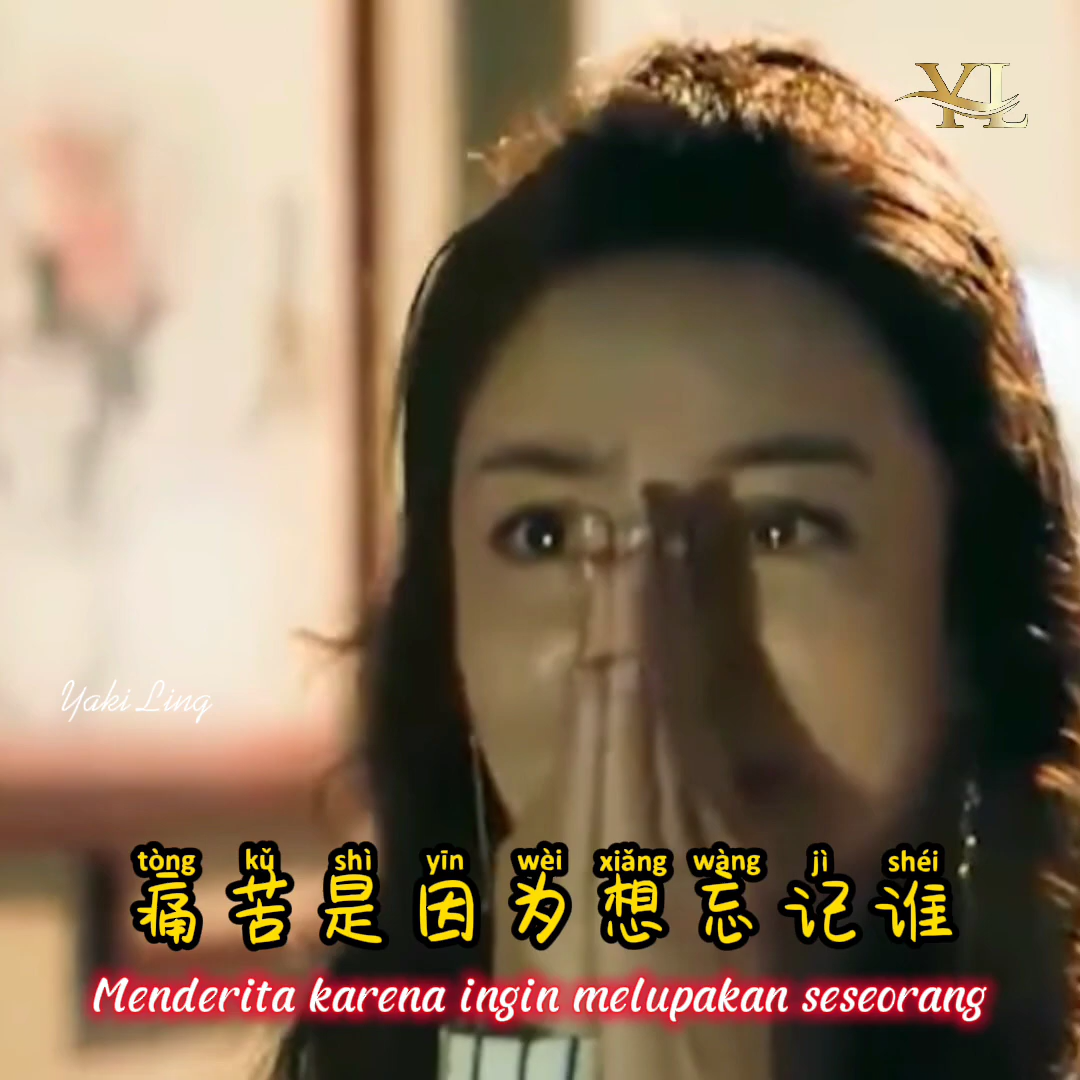 YL
Yaki Ling
tòng kǔ shì yīn wèi xiǎng wàng jì shéi
痛苦是因为想忘记谁
Menderita karena ingin melupakan seseorang